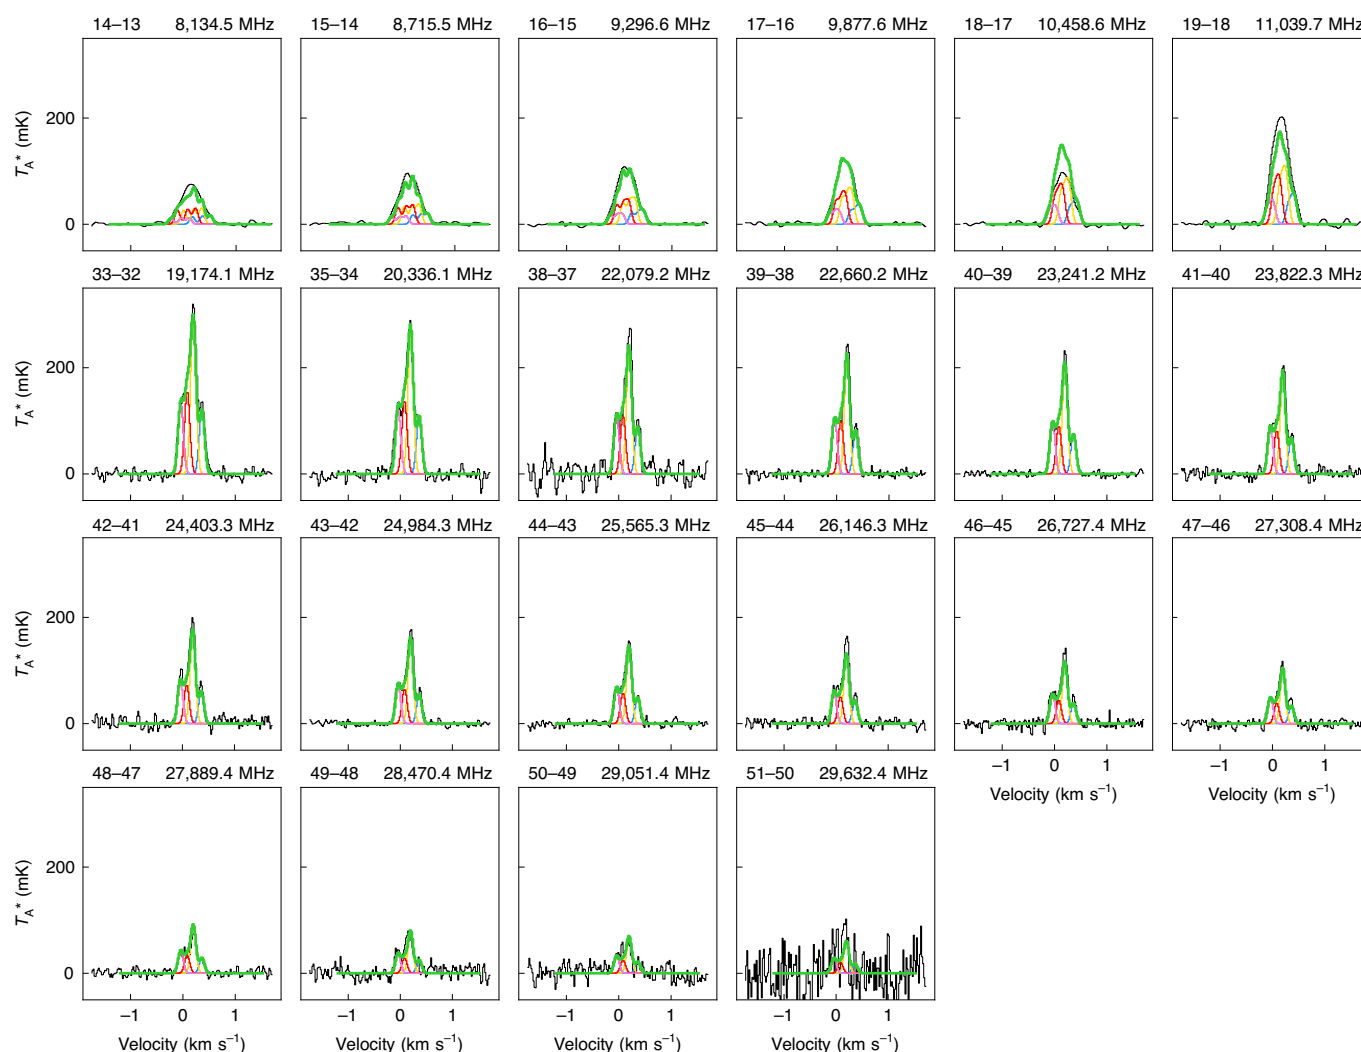 14–13 8,134.5 MHz 15–14 8,715.5 MHz 16–15 9,296.6 MHz 17–16 9,877.6 MHz 18–17 10,458.6 MHz 19–18 11,039.7 MHz
200
T_A* (mK)
0
33–32 19,174.1 MHz 35–34 20,336.1 MHz 38–37 22,079.2 MHz 39–38 22,660.2 MHz 40–39 23,241.2 MHz 41–40 23,822.3 MHz
200
T_A* (mK)
0
42–41 24,403.3 MHz 43–42 24,984.3 MHz 44–43 25,565.3 MHz 45–44 26,146.3 MHz 46–45 26,727.4 MHz 47–46 27,308.4 MHz
200
T_A* (mK)
0
–1 0 1 –1 0 1
Velocity (km s⁻¹) Velocity (km s⁻¹)
48–47 27,889.4 MHz 49–48 28,470.4 MHz 50–49 29,051.4 MHz 51–50 29,632.4 MHz
200
T_A* (mK)
0
–1 0 1 –1 0 1 –1 0 1 –1 0 1
Velocity (km s⁻¹) Velocity (km s⁻¹) Velocity (km s⁻¹) Velocity (km s⁻¹)